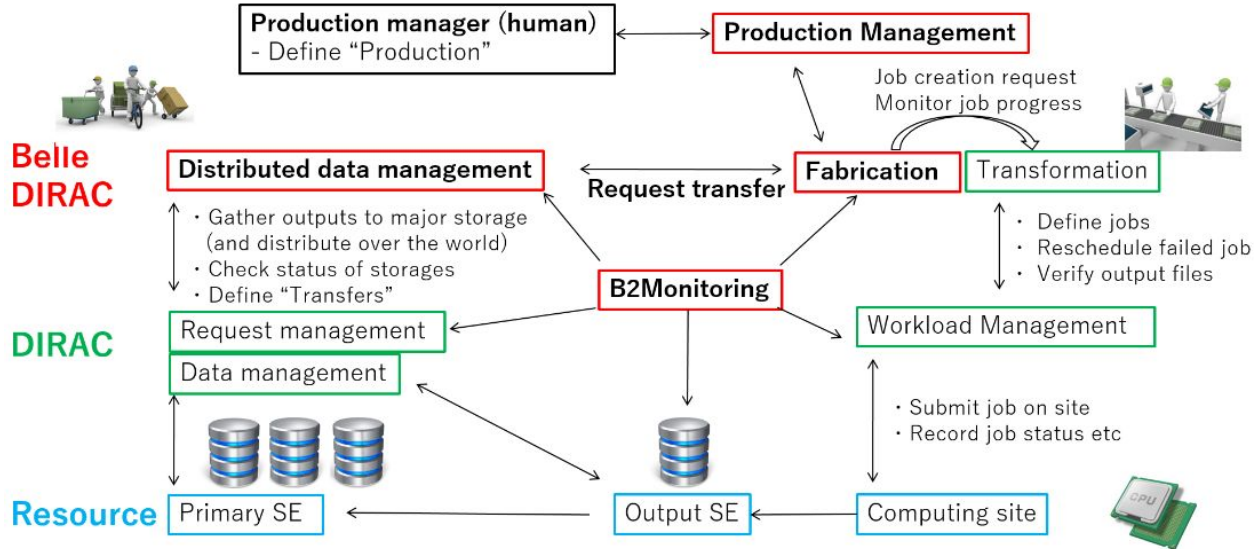 Production manager (human)
- Define “Production”
Production Management
Job creation request
Monitor job progress
Belle
DIRAC
Distributed data management
Request transfer
Fabrication
Transformation
・Gather outputs to major storage
(and distribute over the world)
・Check status of storages
・Define “Transfers”
・Define jobs
・Reschedule failed job
・Verify output files
B2Monitoring
DIRAC
Request management
Data management
Workload Management
・Submit job on site
・Record job status etc
Resource
Primary SE
Output SE
Computing site
CPU